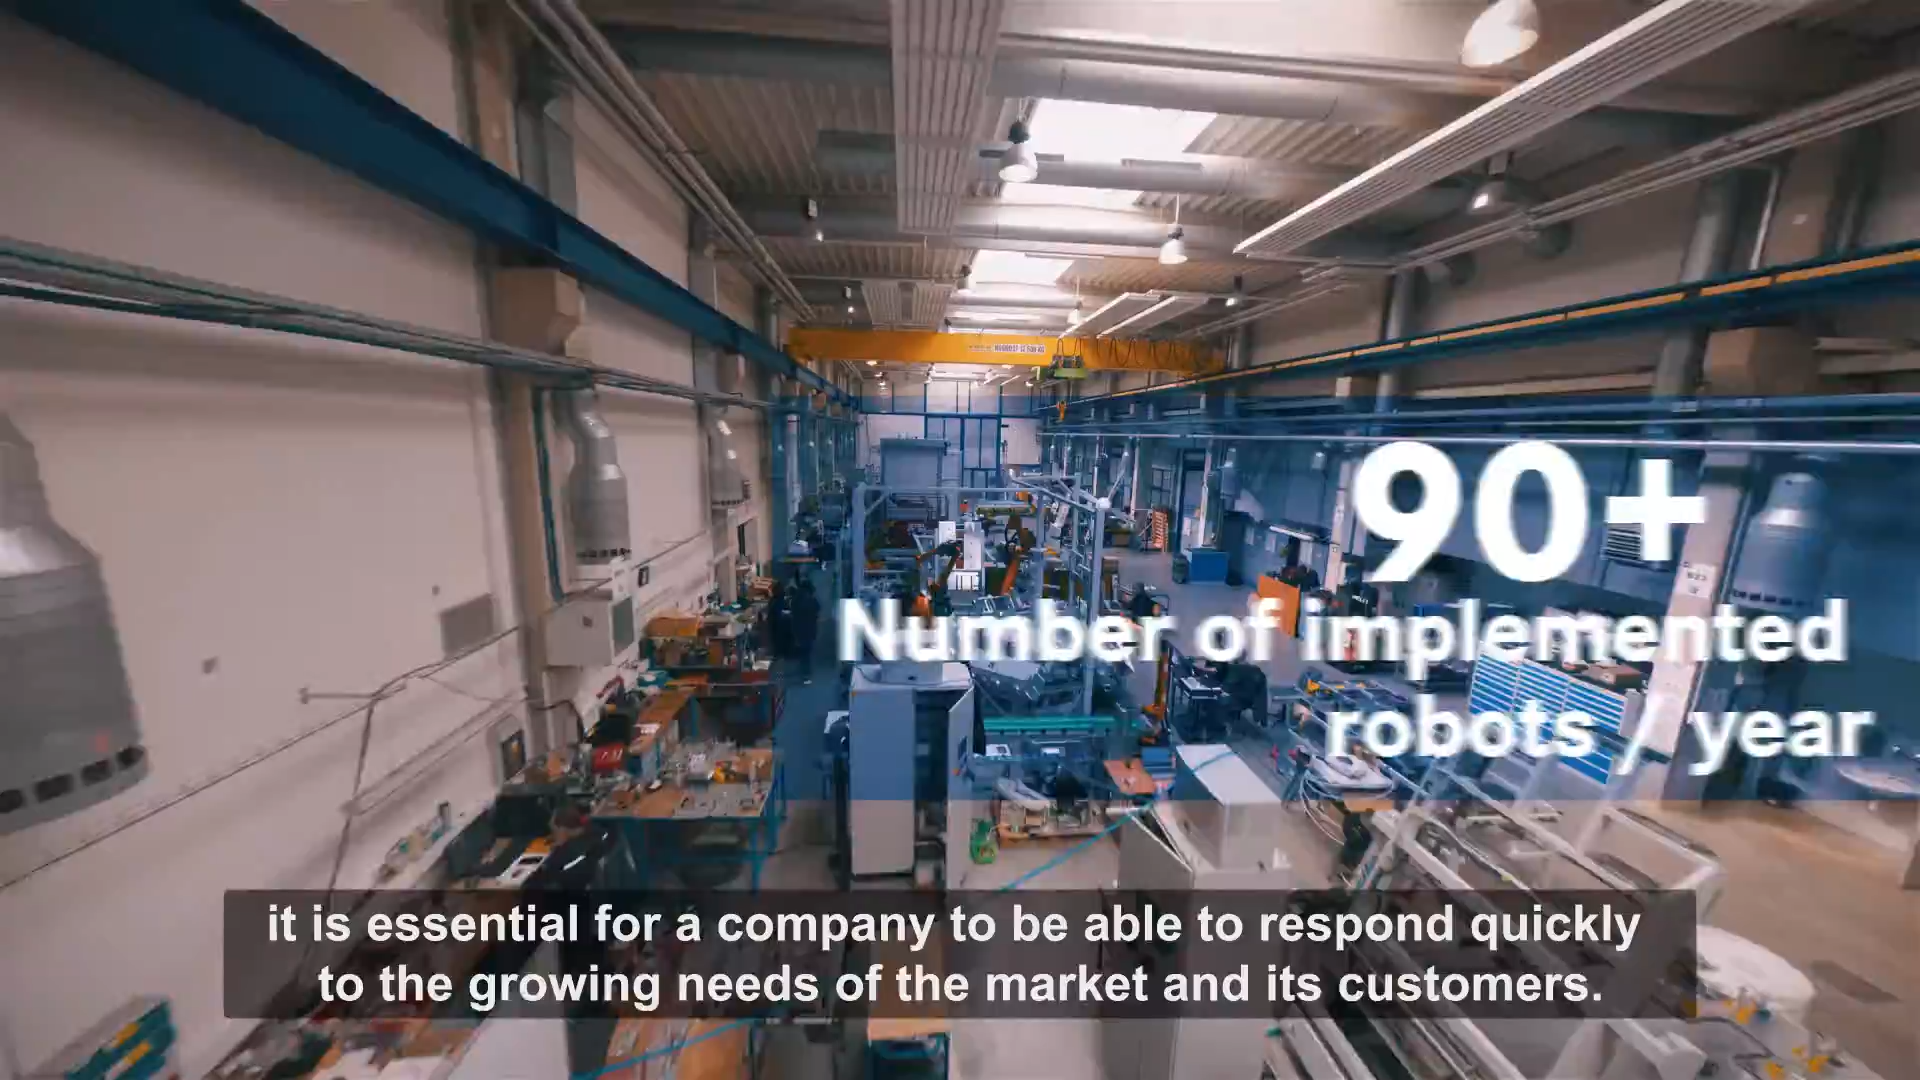 90+
Number of implemented
robots / year
it is essential for a company to be able to respond quickly
to the growing needs of the market and its customers.